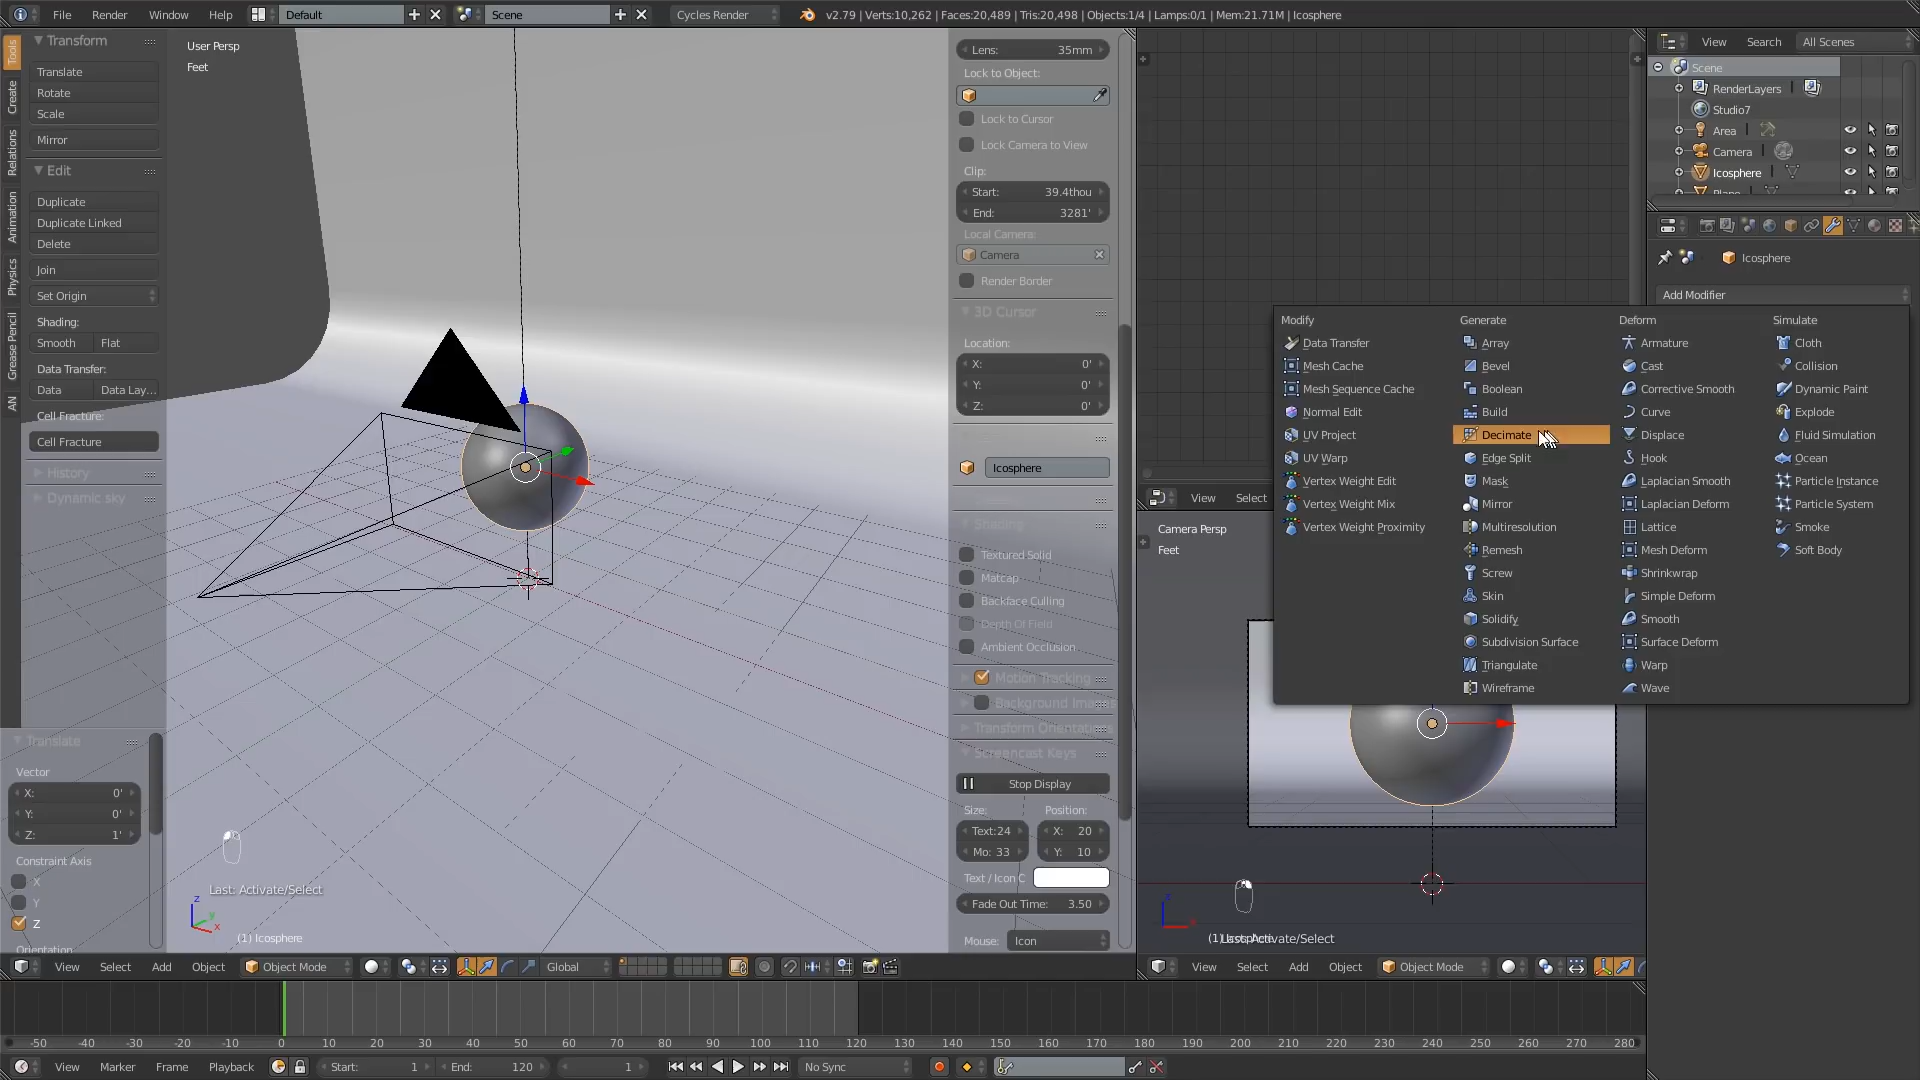 File Render Window Help Default Scene Cycles Render v2.79 | Verts:10,262 | Faces:20,489 | Tris:20,498 | Objects:1/4 | Lamps:0/1 | Mem:21.71M | Icosphere
Tools
Create
Relations
Animation
Physics
Grease Pencil
AN
Transform
Translate
Rotate
Scale
Mirror
Edit
Duplicate
Duplicate Linked
Delete
Join
Set Origin
Shading:
Smooth Flat
Data Transfer:
Data Data Lay...
Cell Fracture:
Cell Fracture
History
Dynamic sky
Translate
Vector
X: 0'
Y: 0'
Z: 1'
Constraint Axis
X
Y
Z
Orientation
User Persp
Feet
Last: Activate/Select
(1) Icosphere
Lens: 35mm
Lock to Object:
Lock to Cursor
Lock Camera to View
Clip:
Start: 39.4thou
End: 3281'
Local Camera:
Camera
Render Border
3D Cursor
Location:
X: 0'
Y: 0'
Z: 0'
Icosphere
Shading
Textured Solid
Matcap
Backface Culling
Depth Of Field
Ambient Occlusion
Motion Tracking
Background Images
Transform Orientations
Screencast Keys
Stop Display
Size: Position:
Text:24 X: 20
Mo: 33 Y: 10
Text / Icon C
Fade Out Time: 3.50
Mouse: Icon
View Select
Camera Persp
Feet
View Search All Scenes
Scene
RenderLayers
Studio7
Area
Camera
Icosphere
Plane
Icosphere
Add Modifier
Modify
Data Transfer
Mesh Cache
Mesh Sequence Cache
Normal Edit
UV Project
UV Warp
Vertex Weight Edit
Vertex Weight Mix
Vertex Weight Proximity
Generate
Array
Bevel
Boolean
Build
Decimate
Edge Split
Mask
Mirror
Multiresolution
Remesh
Screw
Skin
Solidify
Subdivision Surface
Triangulate
Wireframe
Deform
Armature
Cast
Corrective Smooth
Curve
Displace
Hook
Laplacian Smooth
Laplacian Deform
Lattice
Mesh Deform
Shrinkwrap
Simple Deform
Smooth
Surface Deform
Warp
Wave
Simulate
Cloth
Collision
Dynamic Paint
Explode
Fluid Simulation
Ocean
Particle Instance
Particle System
Smoke
Soft Body
View Select Add Object Object Mode Global
View Select Add Object Object Mode
-50 -40 -30 -20 -10 0 10 20 30 40 50 60 70 80 90 100 110 120 130 140 150 160 170 180 190 200 210 220 230 240 250 260 270 280
View Marker Frame Playback Start: 1 End: 120 1 No Sync